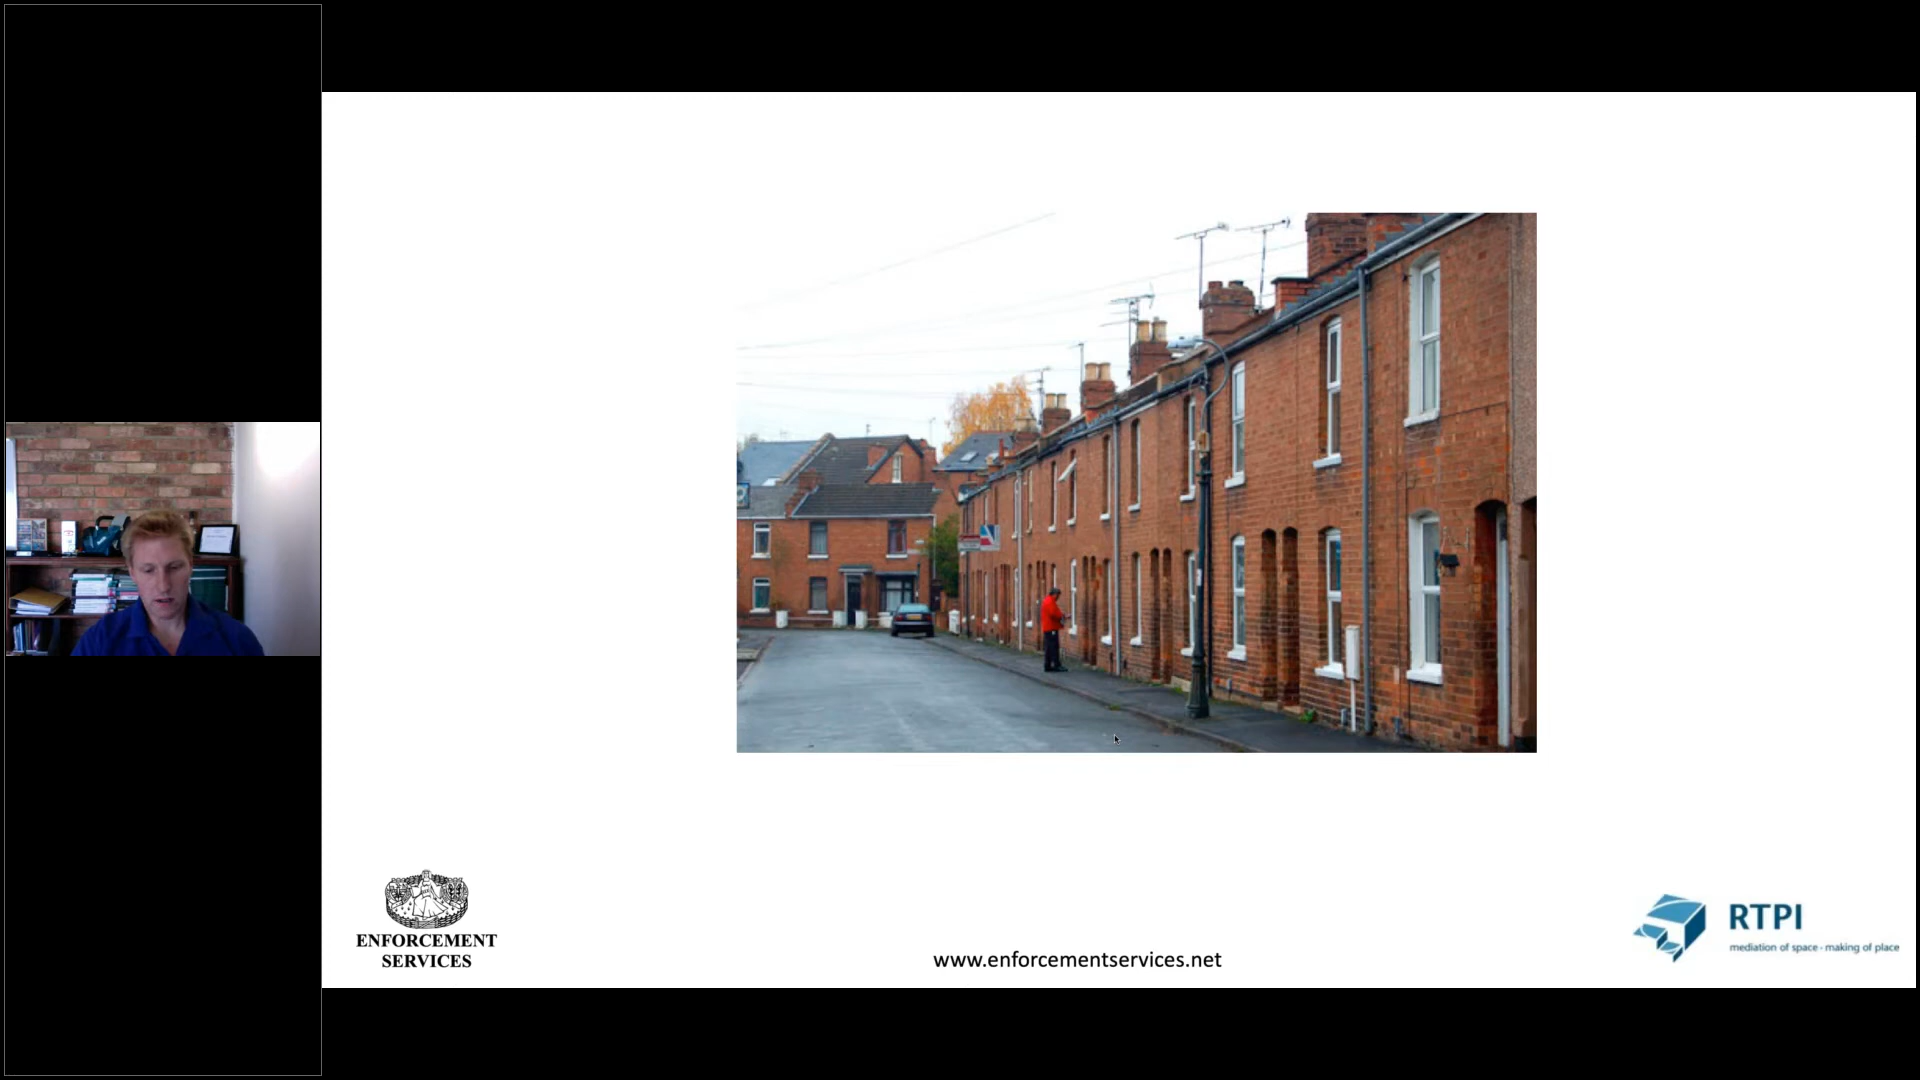 ENFORCEMENT
SERVICES
www.enforcementservices.net
RTPI
mediation of space · making of place